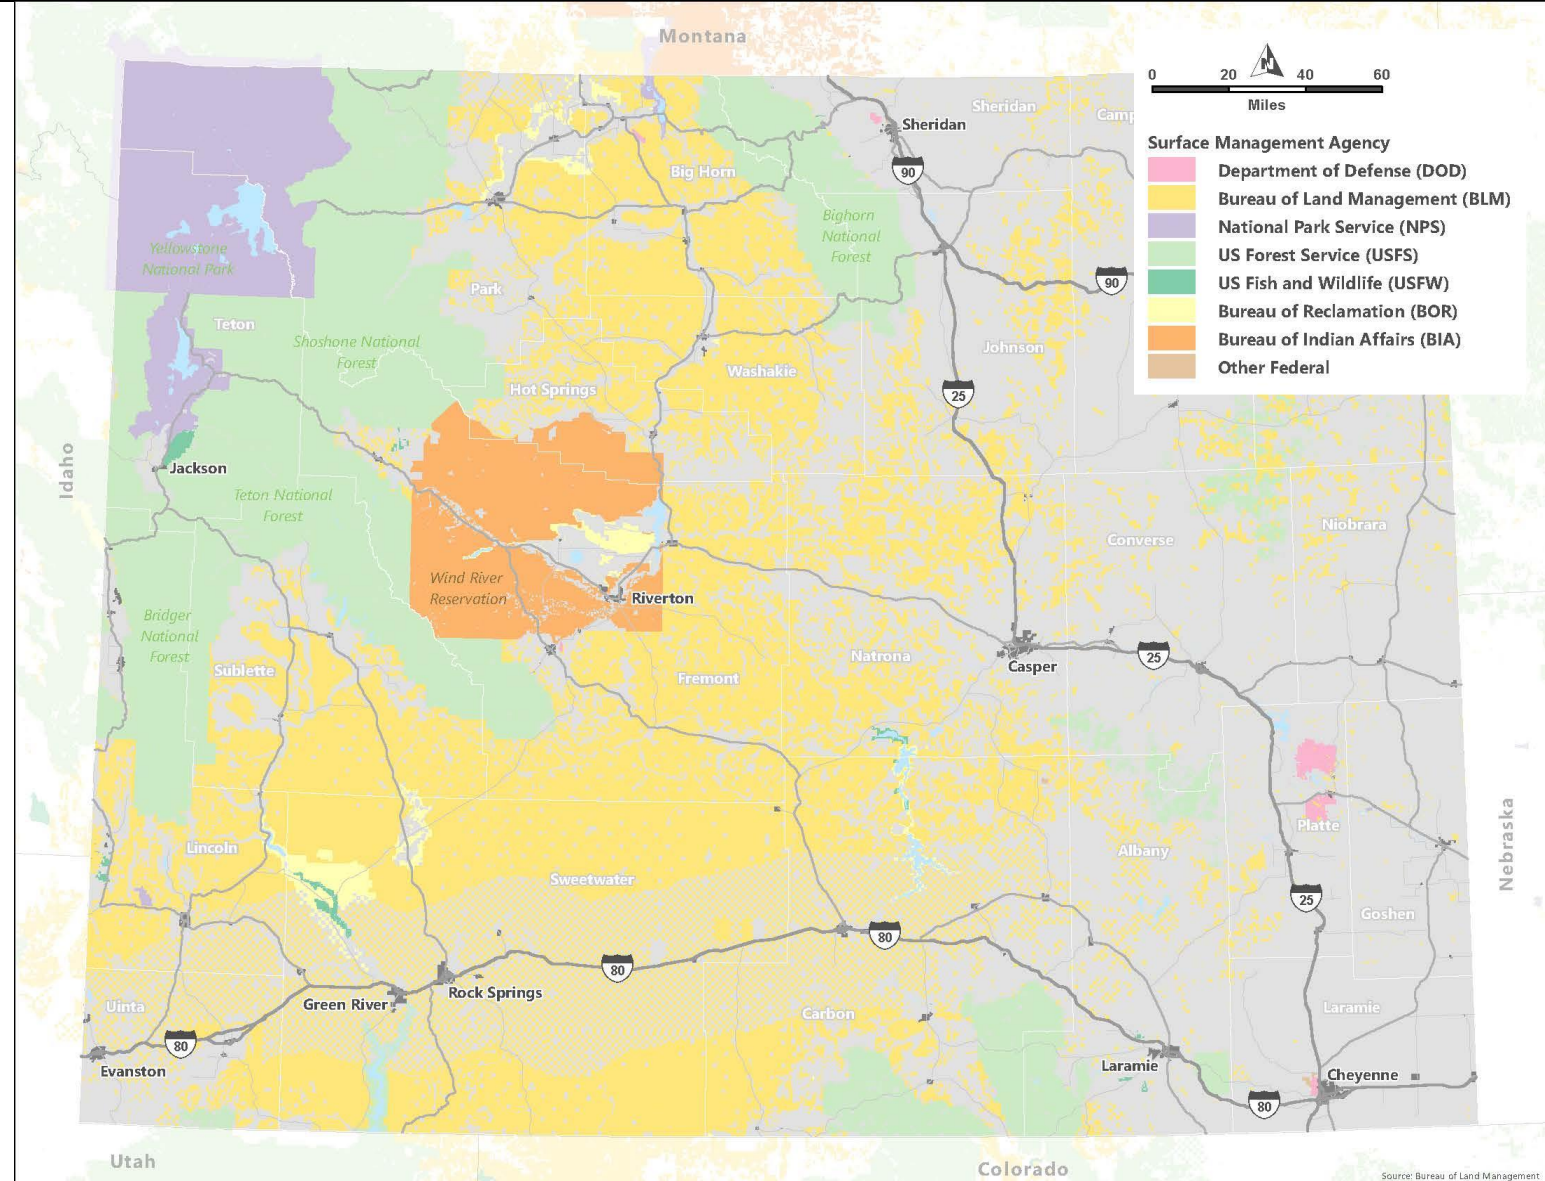 Montana
0 20 40 60
N
Miles
Surface Management Agency
Department of Defense (DOD)
Bureau of Land Management (BLM)
National Park Service (NPS)
US Forest Service (USFS)
US Fish and Wildlife (USFW)
Bureau of Reclamation (BOR)
Bureau of Indian Affairs (BIA)
Other Federal
Sheridan
Camp
Sheridan
90
Big Horn
Bighorn
National
Forest
Yellowstone
National Park
90
Park
Teton
Shoshone National
Forest
Johnson
Washakie
Hot Springs
25
Idaho
Jackson
Teton National
Forest
Niobrara
Converse
Wind River
Reservation
Riverton
Bridger
National
Forest
Natrona
Casper
25
Sublette
Fremont
Platte
Nebraska
Lincoln
Albany
Sweetwater
25
Goshen
80
80
Rock Springs
Green River
Uinta
Carbon
Laramie
80
Evanston
Laramie
Cheyenne
80
Utah
Colorado
Source: Bureau of Land Management